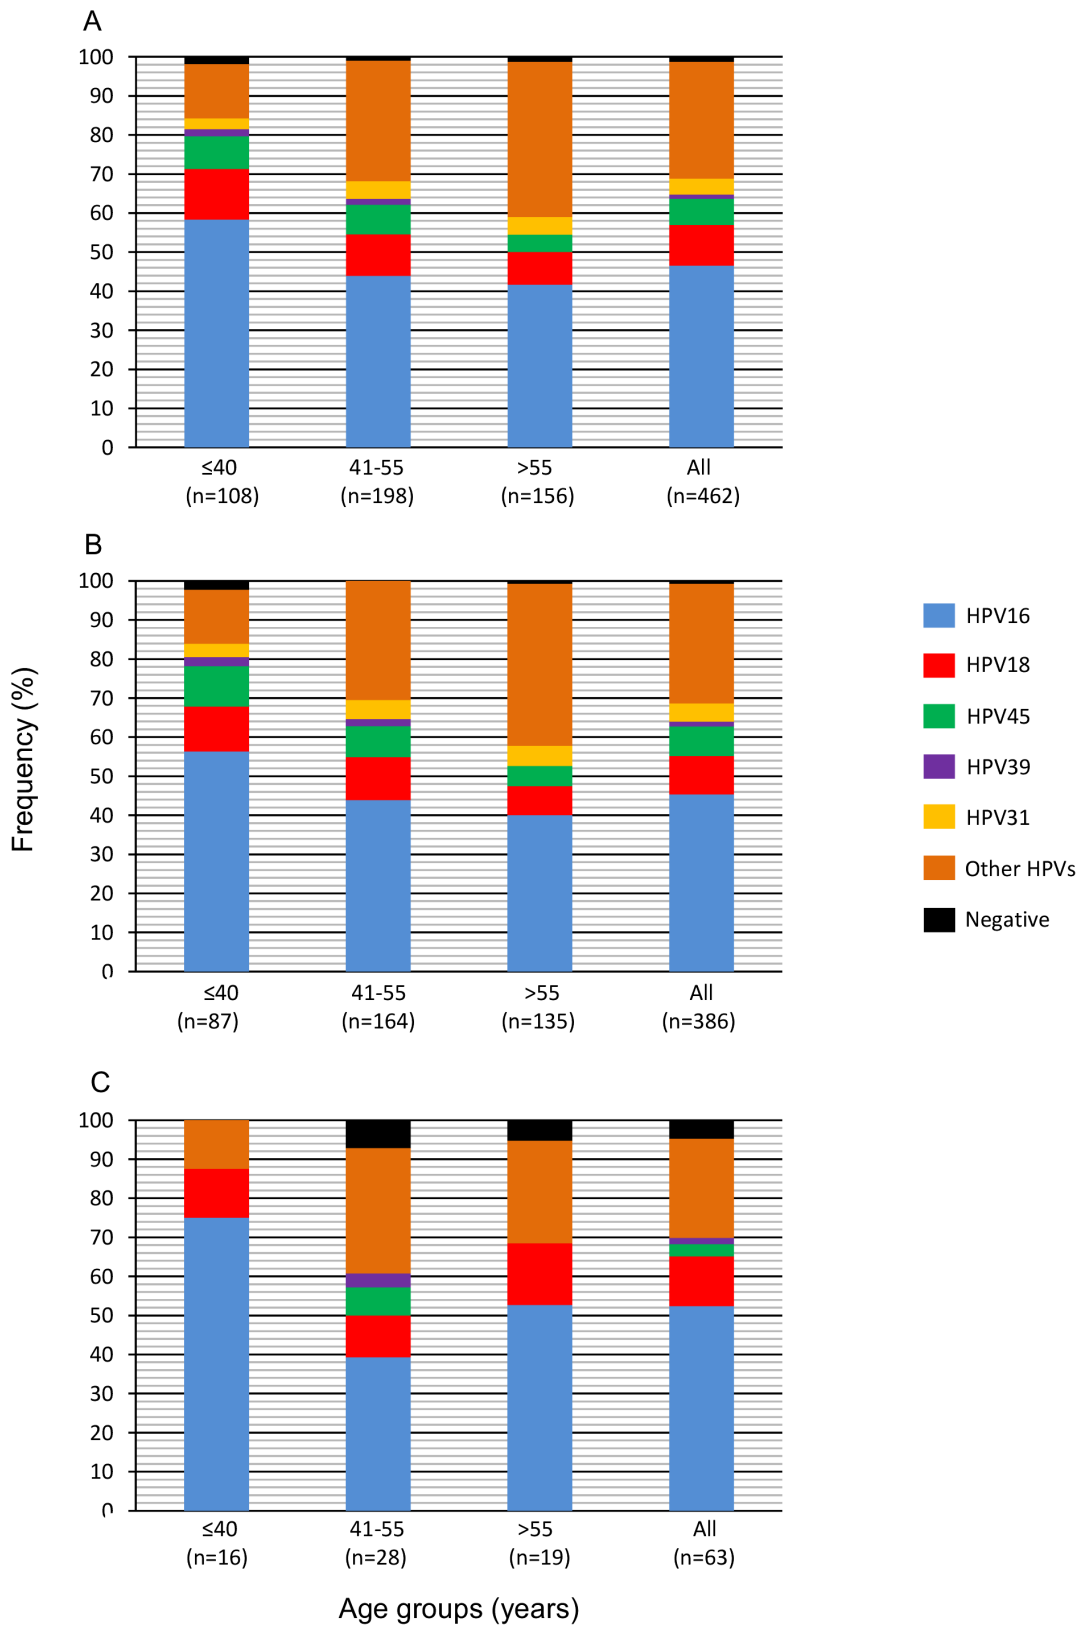 A
100
90
80
70
60
50
40
30
20
10
0
≤40 41-55 >55 All
(n=108) (n=198) (n=156) (n=462)
B
100
90
80
70
60
50
40
30
20
10
0
≤40 41-55 >55 All
(n=87) (n=164) (n=135) (n=386)
Frequency (%)
HPV16
HPV18
HPV45
HPV39
HPV31
Other HPVs
Negative
C
100
90
80
70
60
50
40
30
20
10
0
≤40 41-55 >55 All
(n=16) (n=28) (n=19) (n=63)
Age groups (years)